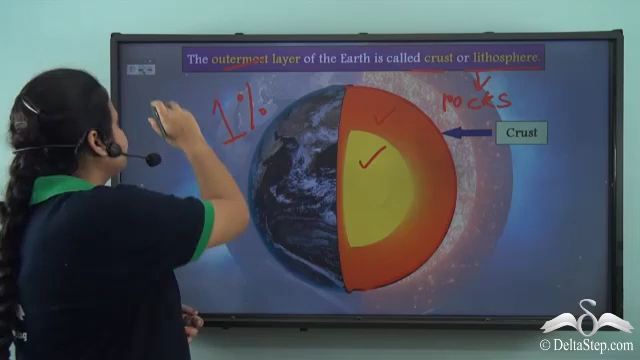 The outermost layer of the Earth is called crust or lithosphere.
1%
rocks
Crust
© DeltaStep.com